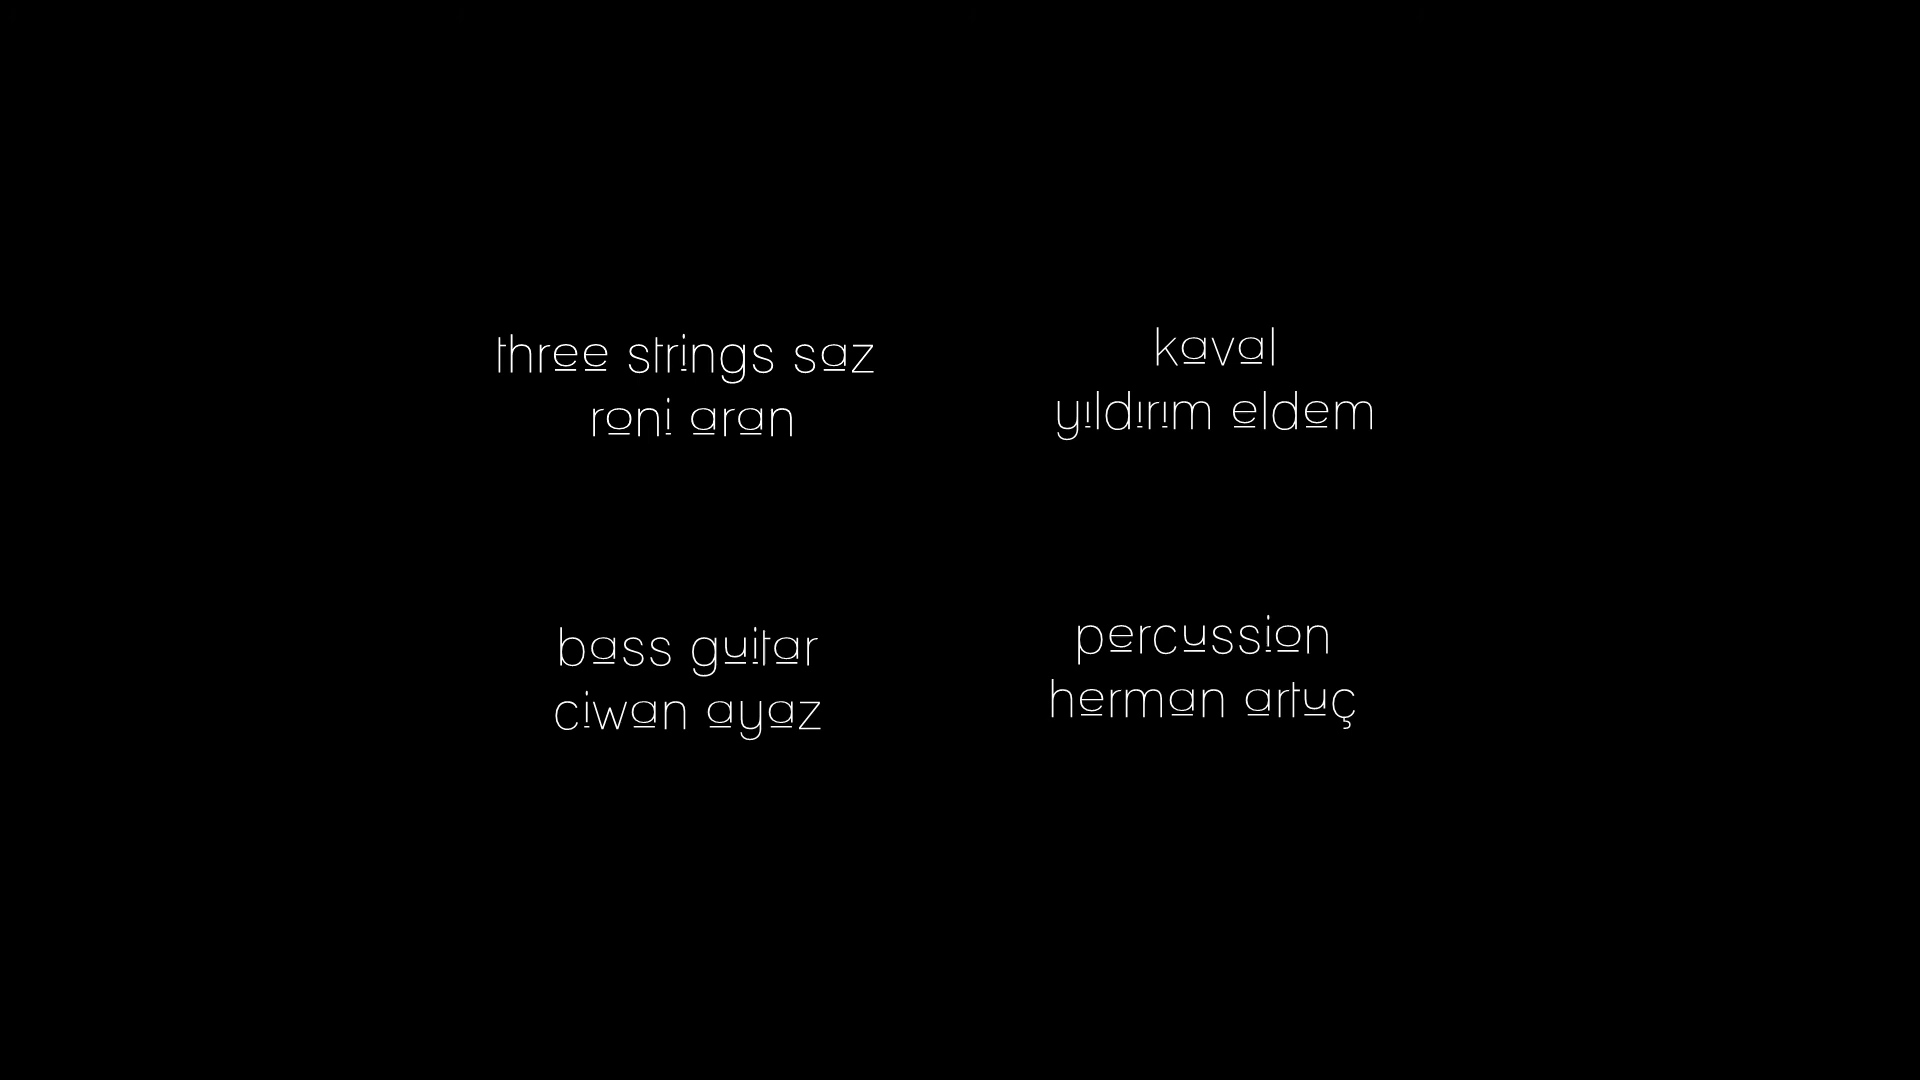 three strings saz
roni aran
kaval
yıldırım eldem
bass guitar
ciwan ayaz
percussion
herman artuç